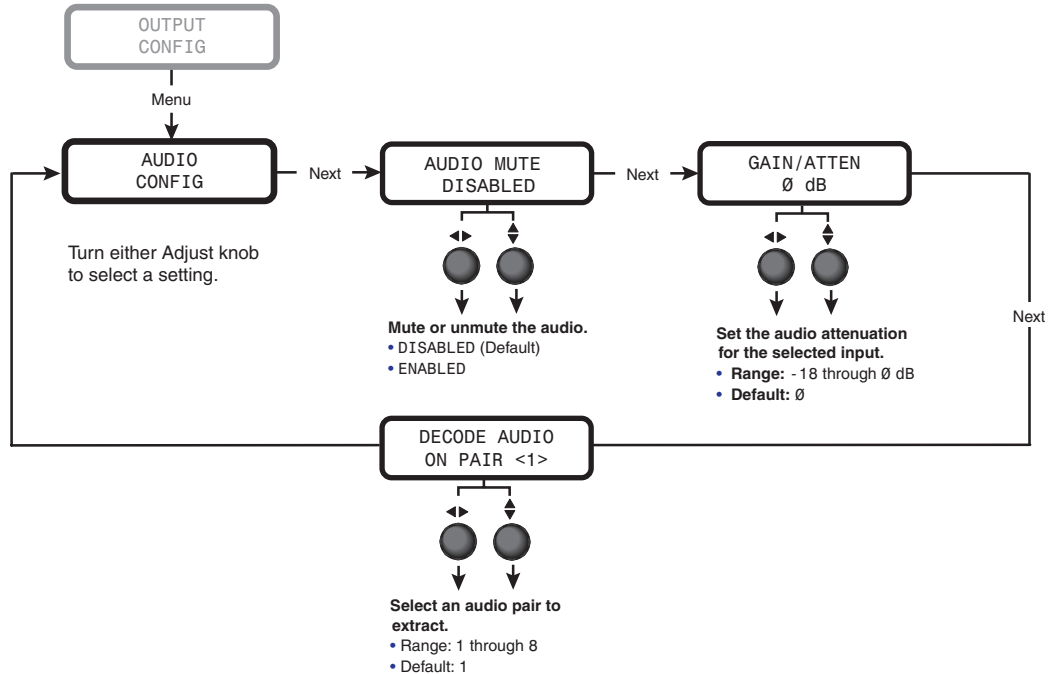 OUTPUT
CONFIG
Menu
AUDIO
CONFIG
Next
AUDIO MUTE
DISABLED
Next
GAIN/ATTEN
Ø dB
Next
Turn either Adjust knob
to select a setting.
Mute or unmute the audio.
• DISABLED (Default)
• ENABLED
Set the audio attenuation
for the selected input.
• Range: -18 through Ø dB
• Default: Ø
DECODE AUDIO
ON PAIR <1>
Select an audio pair to
extract.
• Range: 1 through 8
• Default: 1